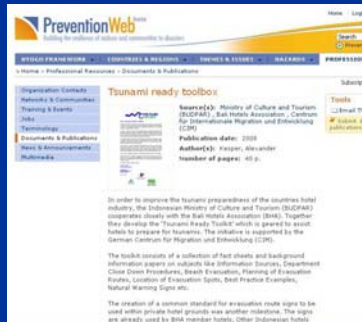 Home
PreventionWeb
Building the resilience of nations and communities to disasters
Search
HYOGO FRAMEWORK
COUNTRIES & REGIONS
THEMES & ISSUES
HAZARDS
PROFESSIO
> Home > Professional Resources > Documents & Publications
Organization Contacts
Networks & Communities
Training & Events
Jobs
Terminology
Documents & Publications
News & Announcements
Multimedia
Tsunami ready toolbox
Source(s): Ministry of Culture and Tourism
(BUDPAR) , Bali Hotels Association , Centrum
für Internationale Migration und Entwicklung
(CIM)
Publication date: 2008
Author(s): Kesper, Alexander
Number of pages: 40 p.
Subscrip
Tools
Email T
Submit
publication
In order to improve the tsunami preparedness of the countries hotel
industry, the Indonesian Ministry of Culture and Tourism (BUDPAR)
cooperates closely with the Bali Hotels Association (BHA). Together
they develop the 'Tsunami Ready Toolkit' which is geared to assist
hotels to prepare for tsunamis. The initiative is supported by the
German Centrum für Migration und Entwicklung (CIM).
The toolkit consists of a collection of fact sheets and background
information papers on subjects like Information Sources, Department
Close Down Procedures, Beach Evacuation, Planning of Evacuation
Routes, Location of Evacuation Spots, Best Practice Examples,
Natural Warning Signs etc.
The creation of a common standard for evacuation route signs to be
used within private hotel grounds was another milestone. The signs
are already used by BHA member hotels. Other Indonesian hotels